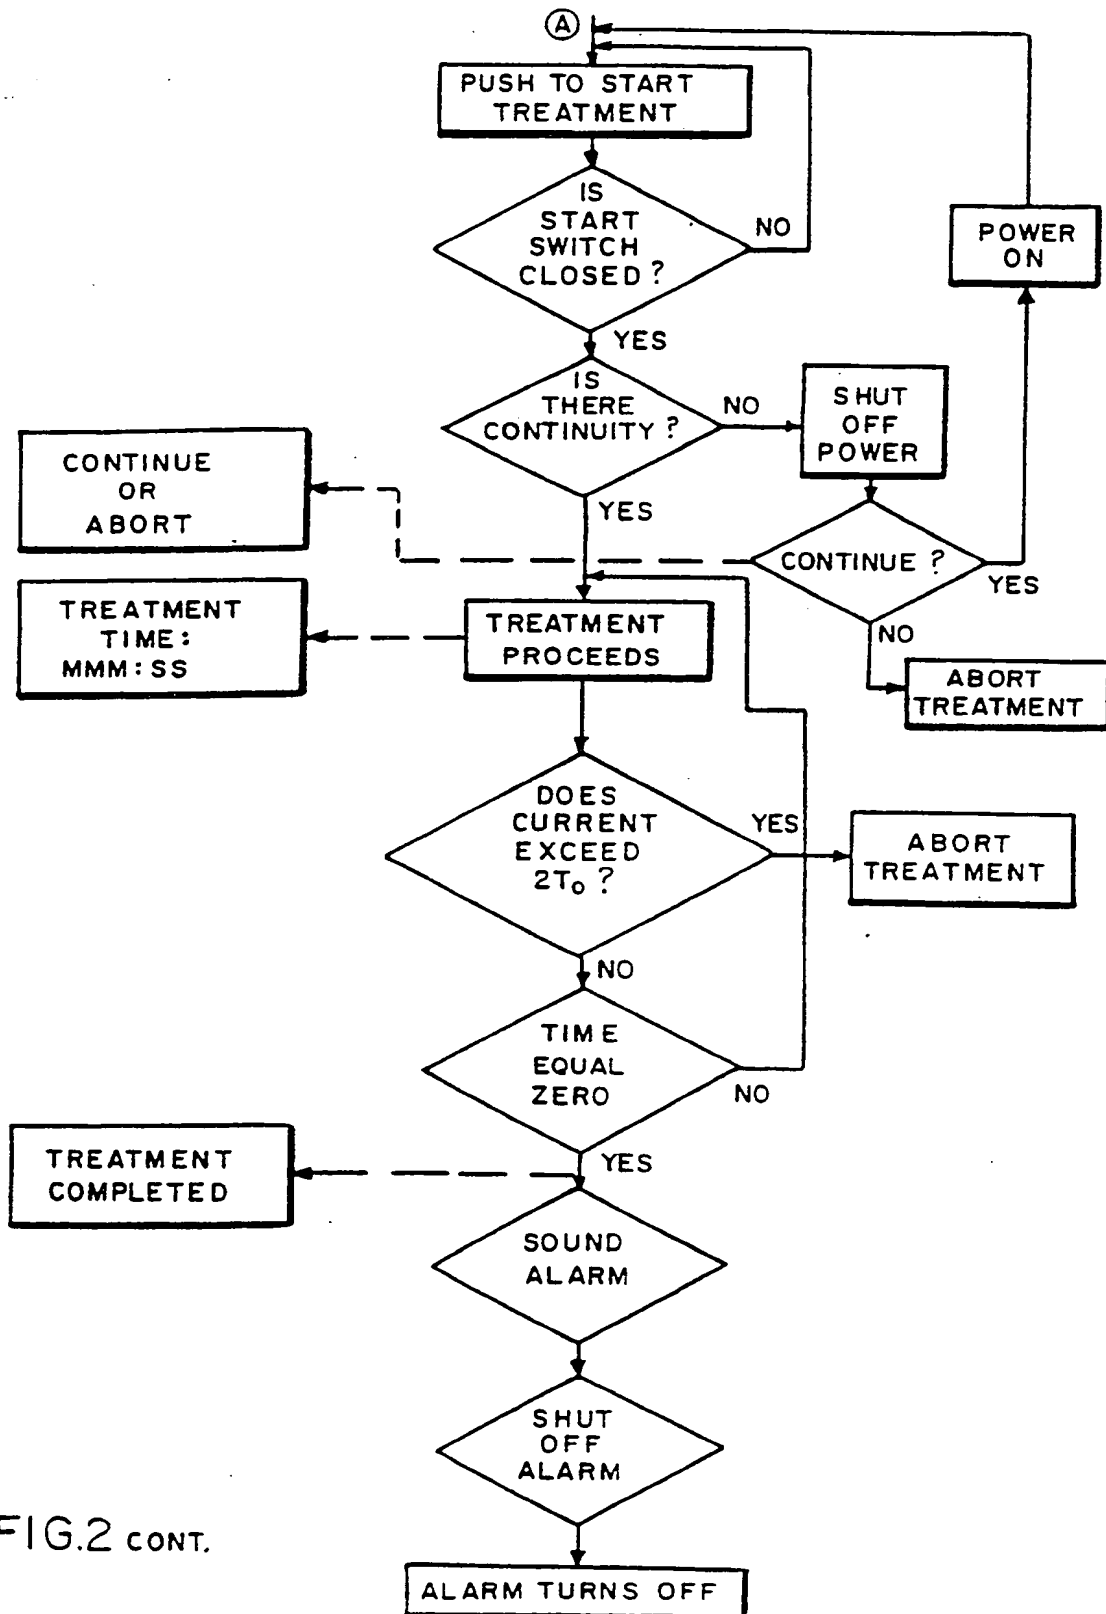 A
PUSH TO START
TREATMENT
IS
START
SWITCH
CLOSED ?
NO
POWER
ON
YES
IS
THERE
CONTINUITY ?
NO
SHUT
OFF
POWER
CONTINUE
OR
ABORT
YES
CONTINUE ?
YES
TREATMENT
TIME:
MMM:SS
TREATMENT
PROCEEDS
NO
ABORT
TREATMENT
DOES
CURRENT
EXCEED
2T₀ ?
YES
ABORT
TREATMENT
NO
TIME
EQUAL
ZERO
NO
TREATMENT
COMPLETED
YES
SOUND
ALARM
SHUT
OFF
ALARM
FIG.2 CONT.
ALARM TURNS OFF